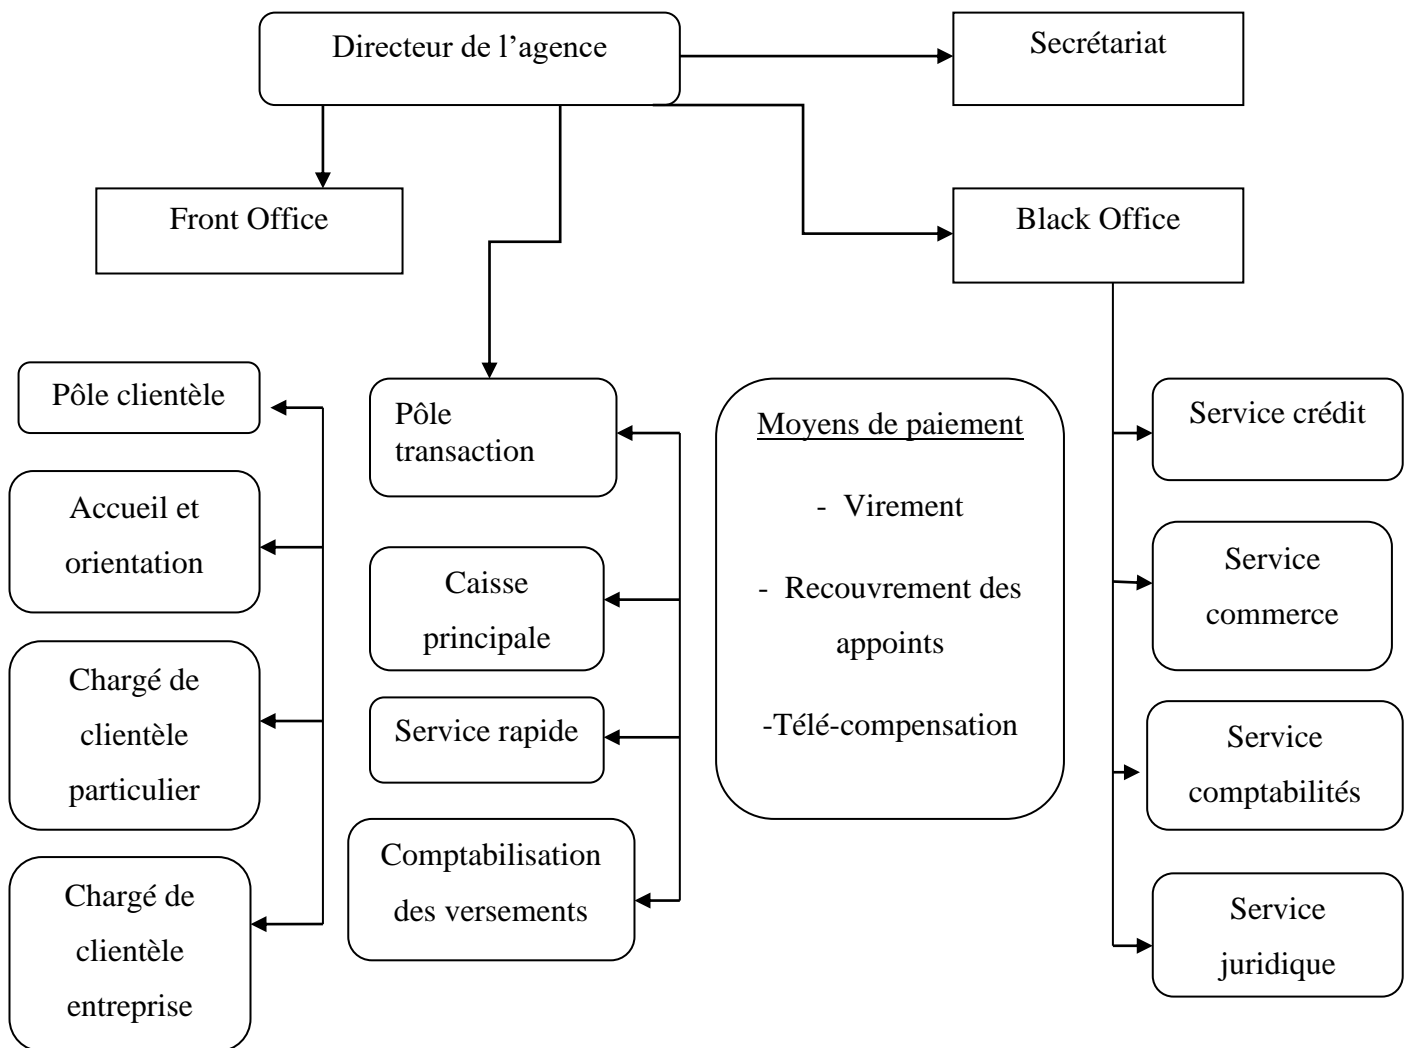 Directeur de l’agence
Secrétariat
Front Office
Black Office
Pôle clientèle
Accueil et
orientation
Chargé de
clientèle
particulier
Chargé de
clientèle
entreprise
Pôle
transaction
Caisse
principale
Service rapide
Comptabilisation
des versements
Moyens de paiement
- Virement
- Recouvrement des
appoints
-Télé-compensation
Service crédit
Service
commerce
Service
comptabilités
Service
juridique